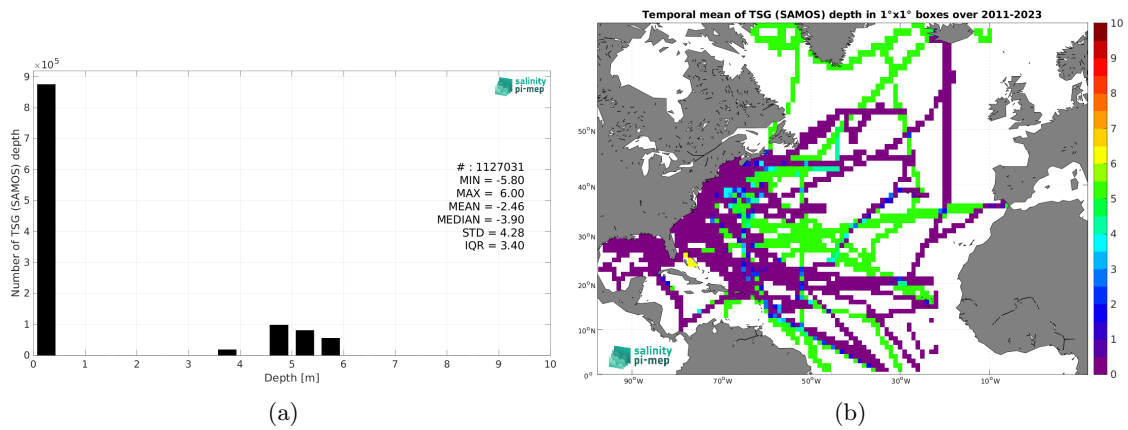 ×10⁵
9
8
7
6
5
4
3
2
1
0
Number of TSG (SAMOS) depth
salinity
pi-mep
# : 1127031
MIN = -5.80
MAX = 6.00
MEAN = -2.46
MEDIAN = -3.90
STD = 4.28
IQR = 3.40
0 1 2 3 4 5 6 7 8 9 10
Depth [m]
(a)
Temporal mean of TSG (SAMOS) depth in 1°x1° boxes over 2011-2023
50°N
40°N
30°N
20°N
10°N
0°
90°W 70°W 50°W 30°W 10°W
salinity
pi-mep
10
9
8
7
6
5
4
3
2
1
0
(b)